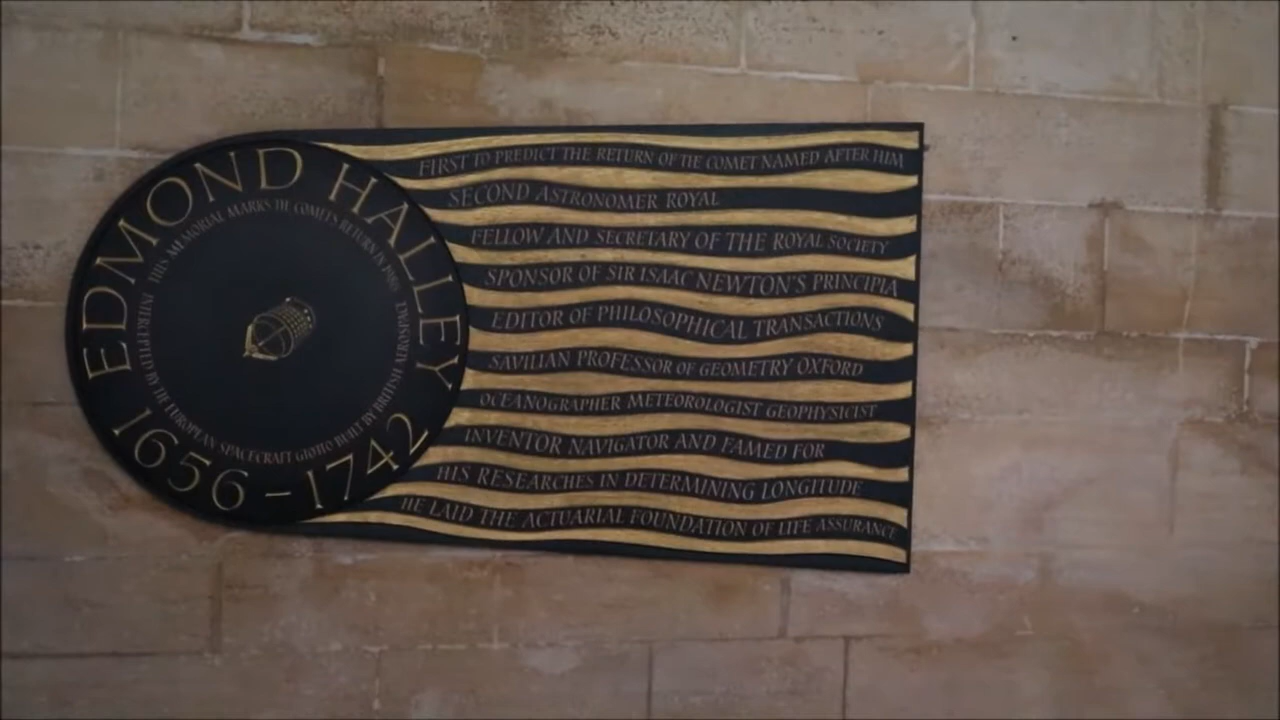 EDMOND HALLEY
1656-1742
THIS MEMORIAL MARKS THE COMET'S RETURN IN 1986
INTERCEPTED BY THE EUROPEAN SPACECRAFT GIOTTO BUILT BY BRITISH AEROSPACE
FIRST TO PREDICT THE RETURN OF THE COMET NAMED AFTER HIM
SECOND ASTRONOMER ROYAL
FELLOW AND SECRETARY OF THE ROYAL SOCIETY
SPONSOR OF SIR ISAAC NEWTON'S PRINCIPIA
EDITOR OF PHILOSOPHICAL TRANSACTIONS
SAVILIAN PROFESSOR OF GEOMETRY OXFORD
OCEANOGRAPHER METEOROLOGIST GEOPHYSICIST
INVENTOR NAVIGATOR AND FAMED FOR
HIS RESEARCHES IN DETERMINING LONGITUDE
HE LAID THE ACTUARIAL FOUNDATION OF LIFE ASSURANCE